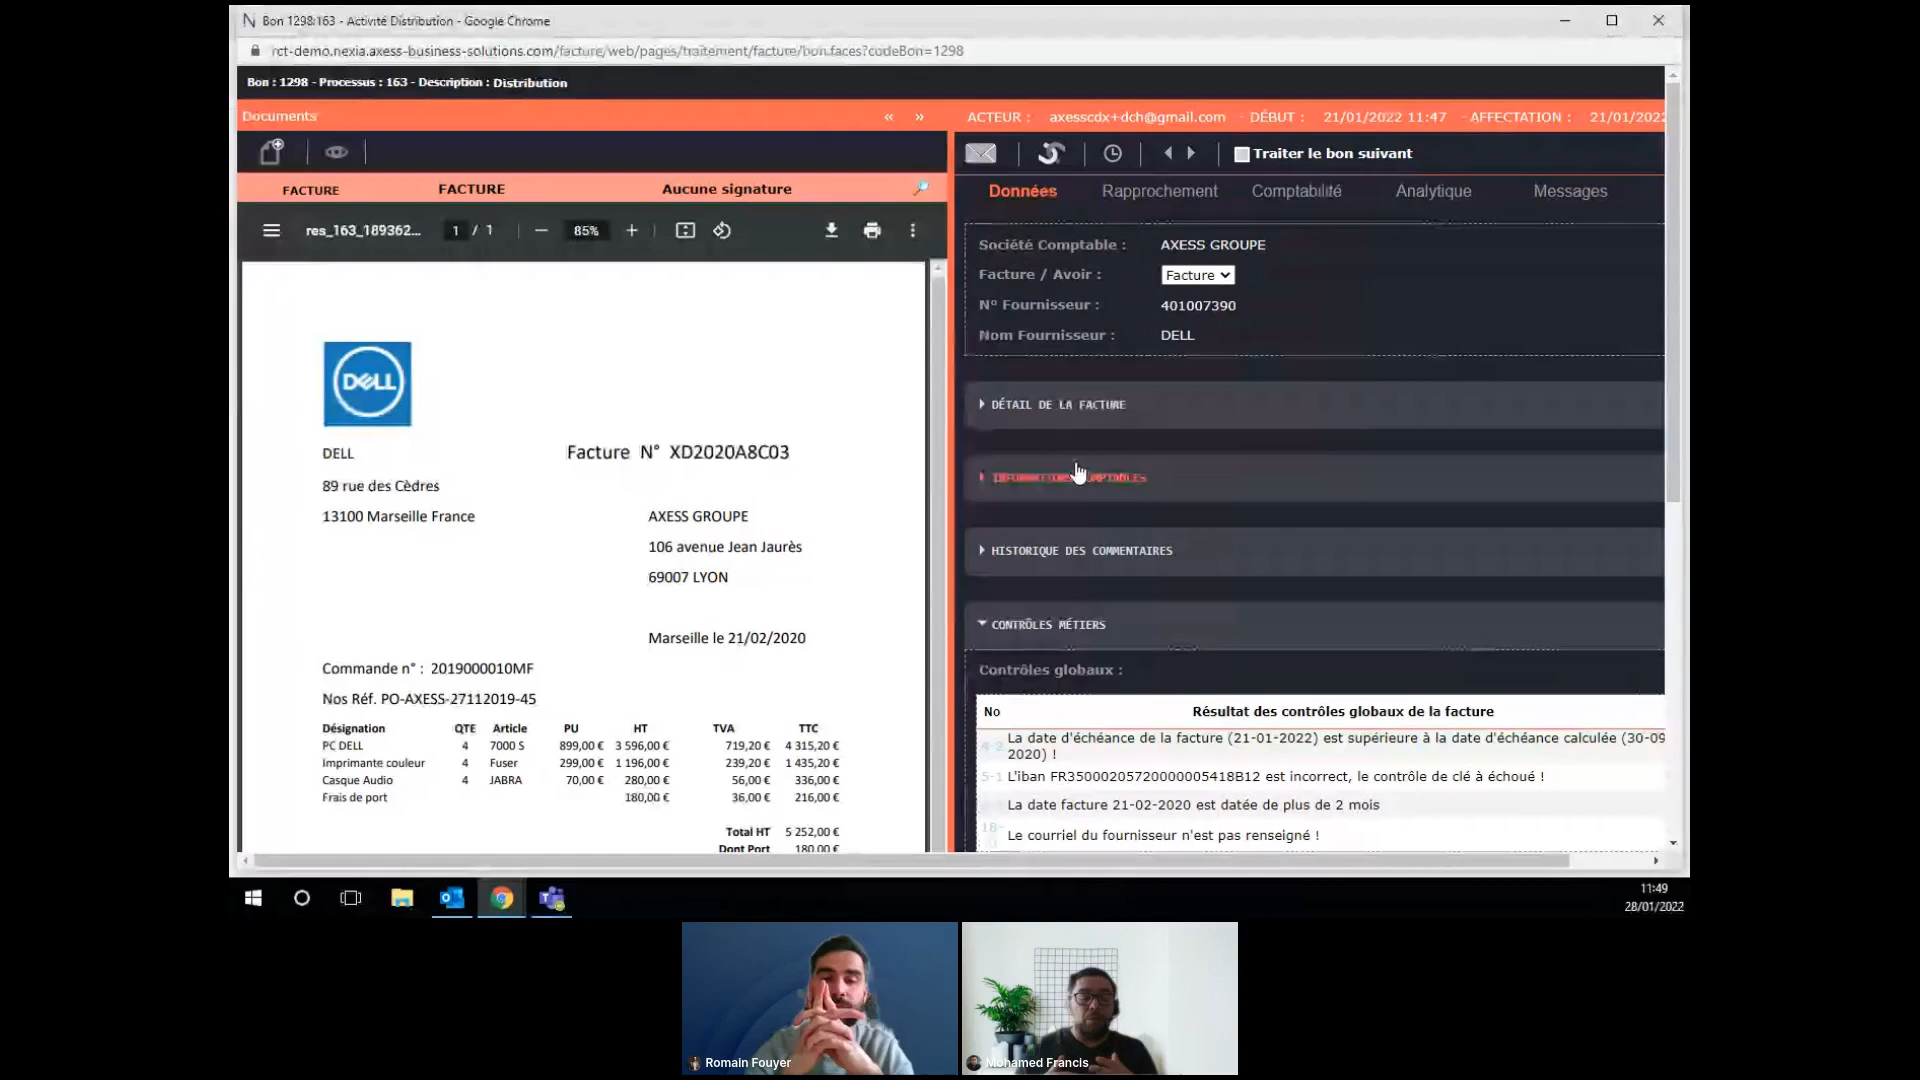 Bon 1298:163 - Activité Distribution - Google Chrome
rct-demo.nexia.axess-business-solutions.com/facture/web/pages/traitement/facture/bon.faces?codeBon=1298
Bon : 1298 - Processus : 163 - Description : Distribution
Documents « »
FACTURE FACTURE Aucune signature
res_163_189362... 1 / 1 − 85% +
DELL
DELL Facture N° XD2020A8C03
89 rue des Cèdres
13100 Marseille France AXESS GROUPE
106 avenue Jean Jaurès
69007 LYON
Marseille le 21/02/2020
Commande n° : 2019000010MF
Nos Réf. PO-AXESS-27112019-45
Désignation QTE Article PU HT TVA TTC
PC DELL 4 7000 S 899,00 € 3 596,00 € 719,20 € 4 315,20 €
Imprimante couleur 4 Fuser 299,00 € 1 196,00 € 239,20 € 1 435,20 €
Casque Audio 4 JABRA 70,00 € 280,00 € 56,00 € 336,00 €
Frais de port 180,00 € 36,00 € 216,00 €
Total HT 5 252,00 €
Dont Port 180,00 €
ACTEUR : axesscdx+dch@gmail.com - DÉBUT : 21/01/2022 11:47 - AFFECTATION : 21/01/2022
Traiter le bon suivant
Données Rapprochement Comptabilité Analytique Messages
Société Comptable : AXESS GROUPE
Facture / Avoir : Facture
N° Fournisseur : 401007390
Nom Fournisseur : DELL
DÉTAIL DE LA FACTURE
INFORMATIONS COMPTABLES
HISTORIQUE DES COMMENTAIRES
CONTRÔLES MÉTIERS
Contrôles globaux :
No Résultat des contrôles globaux de la facture
4-2 La date d'échéance de la facture (21-01-2022) est supérieure à la date d'échéance calculée (30-09
2020) !
5-1 L'iban FR35000205720000005418B12 est incorrect, le contrôle de clé à échoué !
La date facture 21-02-2020 est datée de plus de 2 mois
18- Le courriel du fournisseur n'est pas renseigné !
11:49
28/01/2022
Romain Fouyer
Mohamed Francis